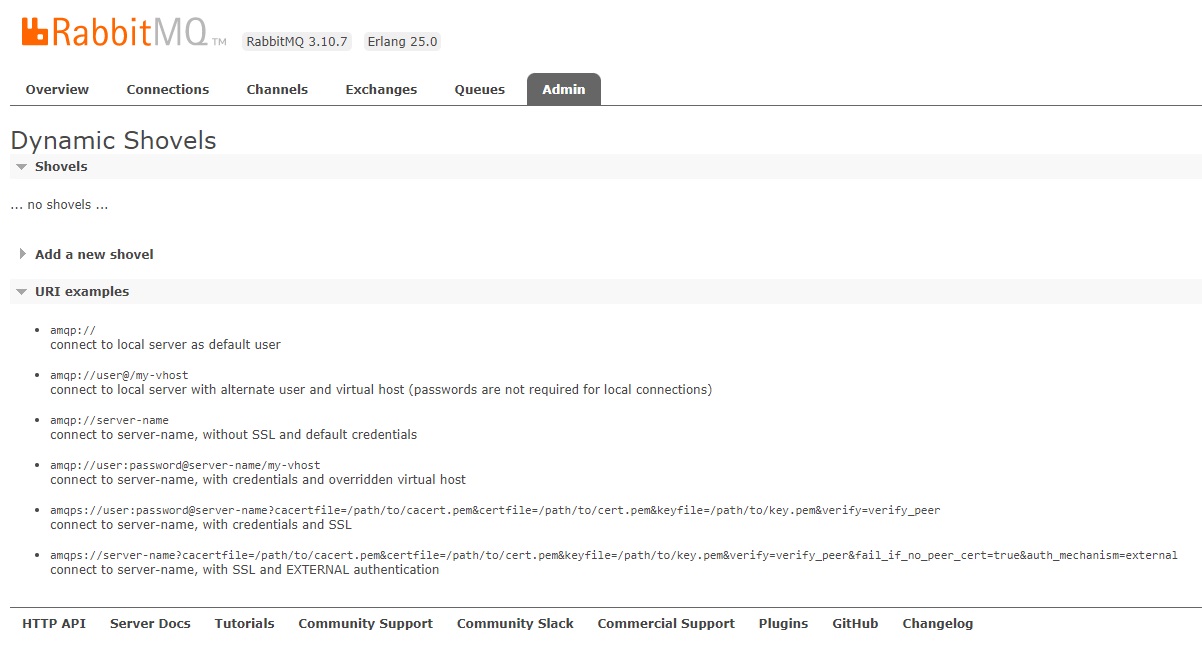 RabbitMQ TM RabbitMQ 3.10.7 Erlang 25.0
Overview Connections Channels Exchanges Queues Admin
Dynamic Shovels
Shovels
... no shovels ...
Add a new shovel
URI examples
• amqp://
connect to local server as default user
• amqp://user@/my-vhost
connect to local server with alternate user and virtual host (passwords are not required for local connections)
• amqp://server-name
connect to server-name, without SSL and default credentials
• amqp://user:password@server-name/my-vhost
connect to server-name, with credentials and overridden virtual host
• amqps://user:password@server-name?cacertfile=/path/to/cacert.pem&certfile=/path/to/cert.pem&keyfile=/path/to/key.pem&verify=verify_peer
connect to server-name, with credentials and SSL
• amqps://server-name?cacertfile=/path/to/cacert.pem&certfile=/path/to/cert.pem&keyfile=/path/to/key.pem&verify=verify_peer&fail_if_no_peer_cert=true&auth_mechanism=external
connect to server-name, with SSL and EXTERNAL authentication
HTTP API Server Docs Tutorials Community Support Community Slack Commercial Support Plugins GitHub Changelog